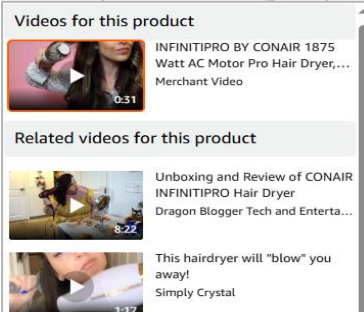 Videos for this product
INFINITIPRO BY CONAIR 1875
Watt AC Motor Pro Hair Dryer,...
Merchant Video
0:31
Related videos for this product
Unboxing and Review of CONAIR
INFINITIPRO Hair Dryer
Dragon Blogger Tech and Enterta...
8:22
This hairdryer will "blow" you
away!
Simply Crystal
1:17